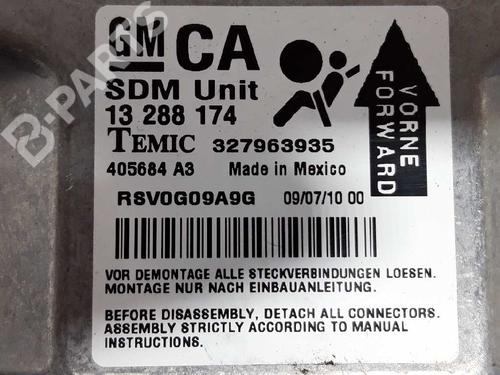 B-PARTS
GM CA
SDM Unit
13 288 174
TEMIC 327963935
405684 A3 Made in Mexico
VORNE
FORWARD
RSV0G09A9G 09/07/10 00
VOR DEMONTAGE ALLE STECKVERBINDUNGEN LOESEN.
MONTAGE NUR NACH EINBAUANLEITUNG.
BEFORE DISASSEMBLY, DETACH ALL CONNECTORS.
ASSEMBLY STRICTLY ACCORDING TO MANUAL
INSTRUCTIONS.